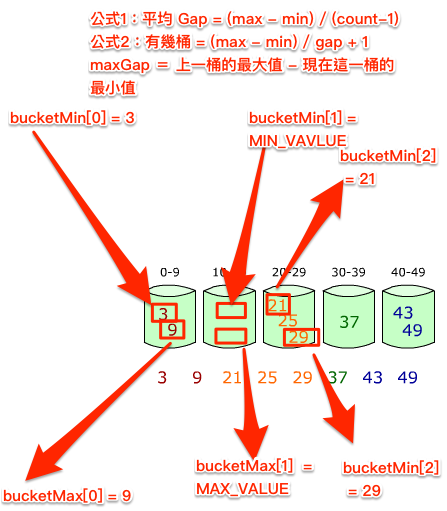 公式1：平均 Gap = (max - min) / (count-1)
公式2：有幾桶 = (max - min) / gap + 1
maxGap = 上一桶的最大值 - 現在這一桶的
最小值
bucketMin[0] = 3
bucketMin[1] =
MIN_VAVLUE
bucketMin[2]
= 21
0-9
20-29
30-39
40-49
3
9
21
25
29
37
43
49
3 9 21 25 29 37 43 49
bucketMax[0] = 9
bucketMax[1] =
MAX_VALUE
bucketMin[2]
= 29